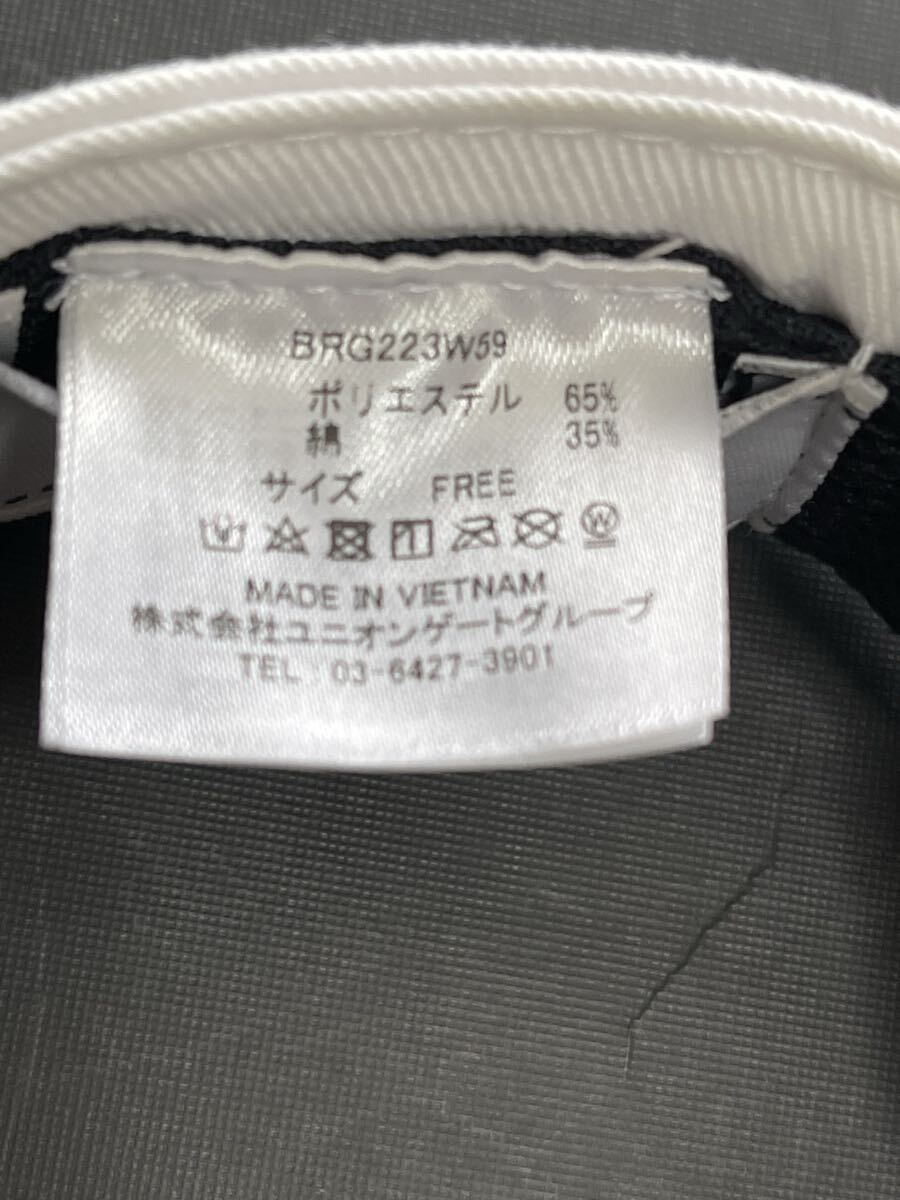 BRG223W59
ポリエステル 65%
綿 35%
サイズ FREE
W
MADE IN VIETNAM
株式会社ユニオンゲートグループ
TEL : 03-6427-3901